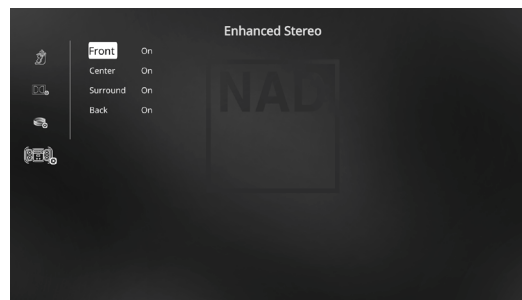 Enhanced Stereo
Front On
Center On
Surround On
Back On
NAD